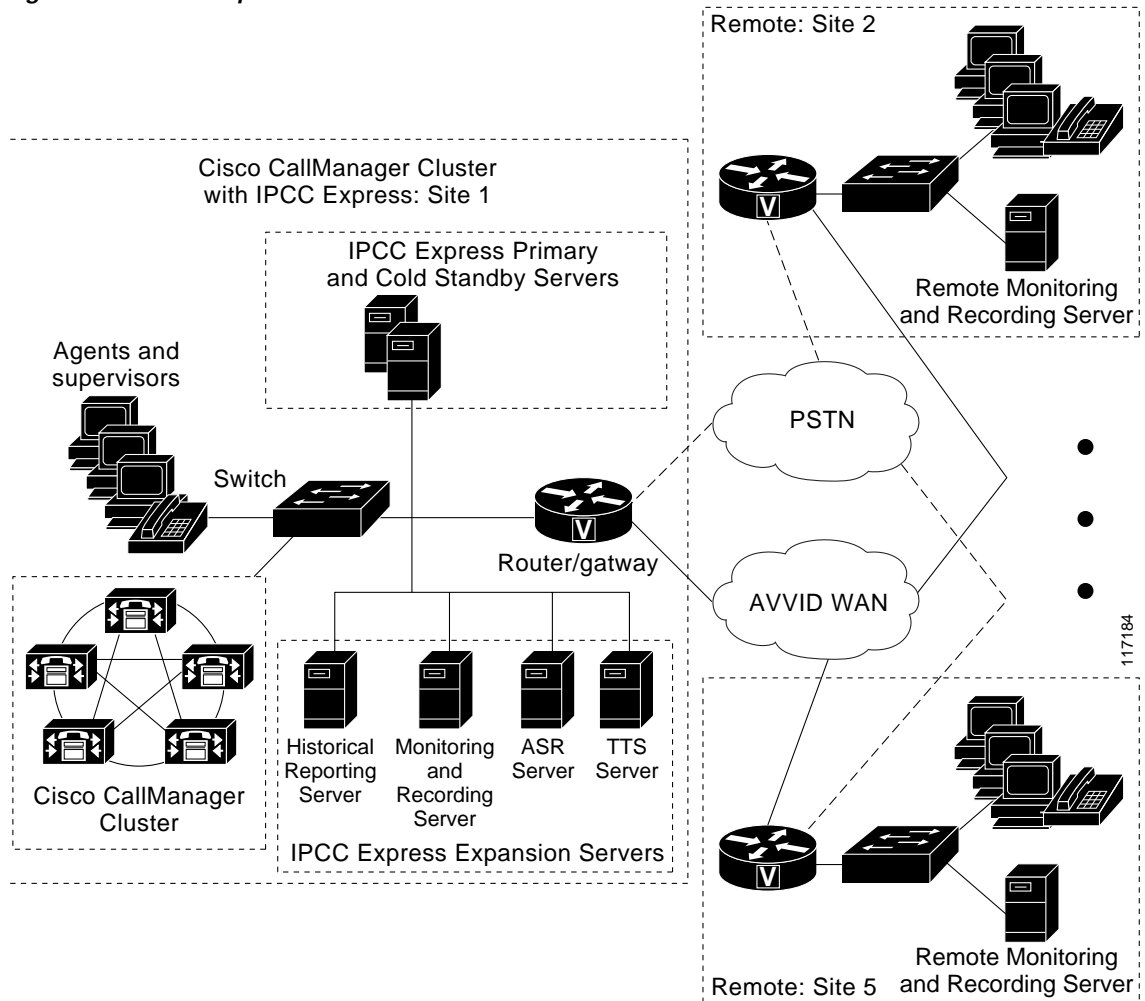 Remote: Site 2
Remote Monitoring
and Recording Server
Cisco CallManager Cluster
with IPCC Express: Site 1
IPCC Express Primary
and Cold Standby Servers
Agents and
supervisors
Switch
V
V
Router/gatway
PSTN
AVVID WAN
117184
Cisco CallManager
Cluster
Historical
Reporting
Server
Monitoring
and
Recording
Server
ASR
Server
TTS
Server
IPCC Express Expansion Servers
V
Remote Monitoring
and Recording Server
Remote: Site 5